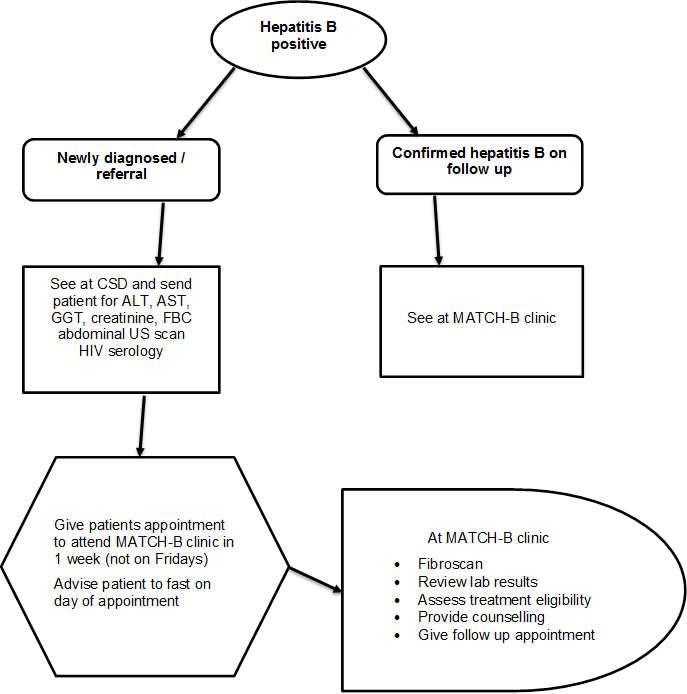 Hepatitis B
positive
Newly diagnosed /
referral
Confirmed hepatitis B on
follow up
See at CSD and send
patient for ALT, AST,
GGT, creatinine, FBC
abdominal US scan
HIV serology
See at MATCH-B clinic
Give patients appointment
to attend MATCH-B clinic in
1 week (not on Fridays)
Advise patient to fast on
day of appointment
At MATCH-B clinic
• Fibroscan
• Review lab results
• Assess treatment eligibility
• Provide counselling
• Give follow up appointment